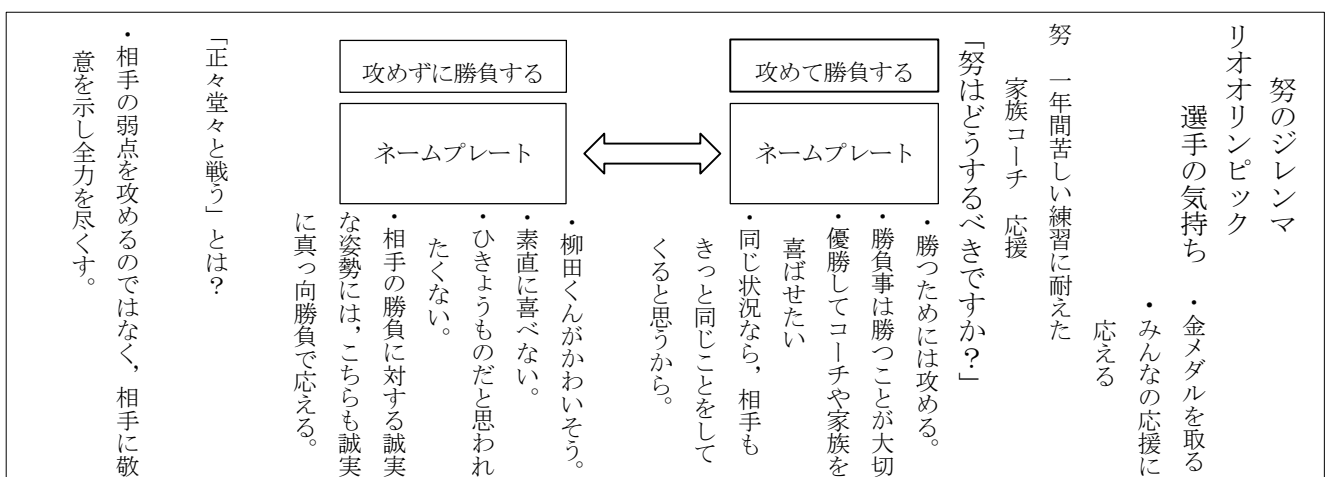 努のジレンマ
リオオリンピック
選手の気持ち　・金メダルを取る
・みんなの応援に
応える
努　一年間苦しい練習に耐えた
家族コーチ　応援
「努はどうするべきですか？」
攻めて勝負する
ネームプレート
・勝つためには攻める。
・勝負事は勝つことが大切
・優勝してコーチや家族を
喜ばせたい
・同じ状況なら，相手も
きっと同じことをして
くると思うから。
攻めずに勝負する
ネームプレート
・柳田くんがかわいそう。
・素直に喜べない。
・ひきょうものだと思われ
たくない。
・相手の勝負に対する誠実
な姿勢には，こちらも誠実
に真っ向勝負で応える。
「正々堂々と戦う」とは？
・相手の弱点を攻めるのではなく，相手に敬
意を示し全力を尽くす。